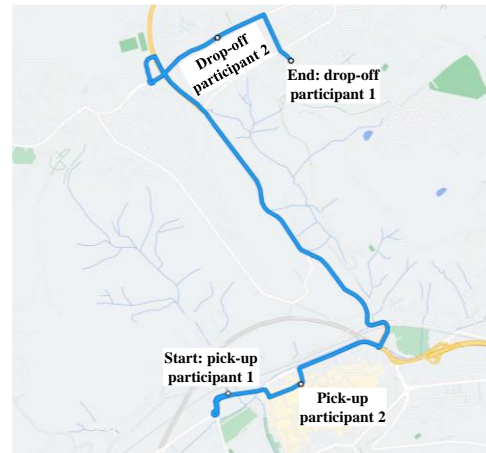 Drop-off
participant 2
End: drop-off
participant 1
Start: pick-up
participant 1
Pick-up
participant 2